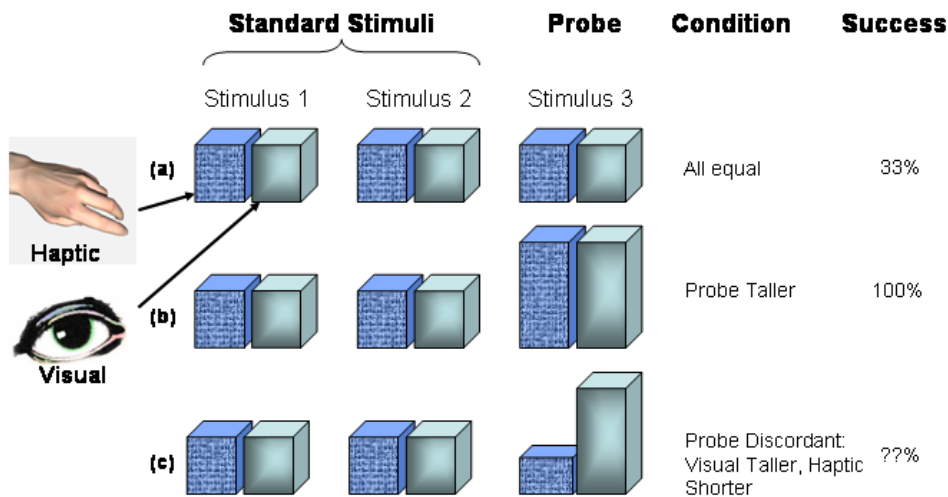 Standard Stimuli Probe Condition Success
Stimulus 1 Stimulus 2 Stimulus 3
(a) All equal 33%
Haptic
(b) Probe Taller 100%
Visual
(c) Probe Discordant: ??%
Visual Taller, Haptic
Shorter